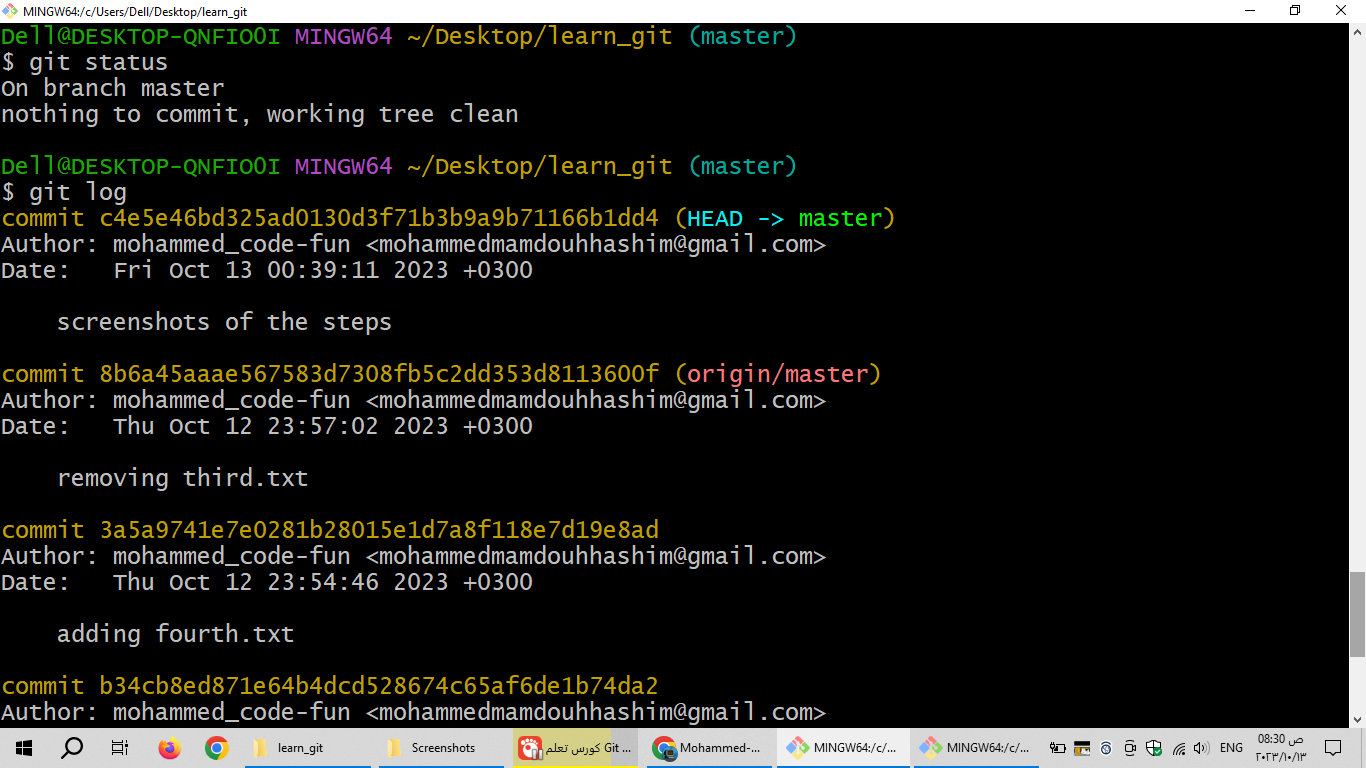 MINGW64:/c/Users/Dell/Desktop/learn_git
Dell@DESKTOP-QNFIO0I MINGW64 ~/Desktop/learn_git (master)
$ git status
On branch master
nothing to commit, working tree clean
Dell@DESKTOP-QNFIO0I MINGW64 ~/Desktop/learn_git (master)
$ git log
commit c4e5e46bd325ad0130d3f71b3b9a9b71166b1dd4 (HEAD -> master)
Author: mohammed_code-fun <mohammedmamdouhhashim@gmail.com>
Date:   Fri Oct 13 00:39:11 2023 +0300
screenshots of the steps
commit 8b6a45aaae567583d7308fb5c2dd353d8113600f (origin/master)
Author: mohammed_code-fun <mohammedmamdouhhashim@gmail.com>
Date:   Thu Oct 12 23:57:02 2023 +0300
removing third.txt
commit 3a5a9741e7e0281b28015e1d7a8f118e7d19e8ad
Author: mohammed_code-fun <mohammedmamdouhhashim@gmail.com>
Date:   Thu Oct 12 23:54:46 2023 +0300
adding fourth.txt
commit b34cb8ed871e64b4dcd528674c65af6de1b74da2
Author: mohammed_code-fun <mohammedmamdouhhashim@gmail.com>
learn_git
Screenshots
كورس تعلم Git ...
Mohammed-...
MINGW64:/c/...
MINGW64:/c/...
ENG
08:30 ص
٢٠٢٣/١٠/١٣